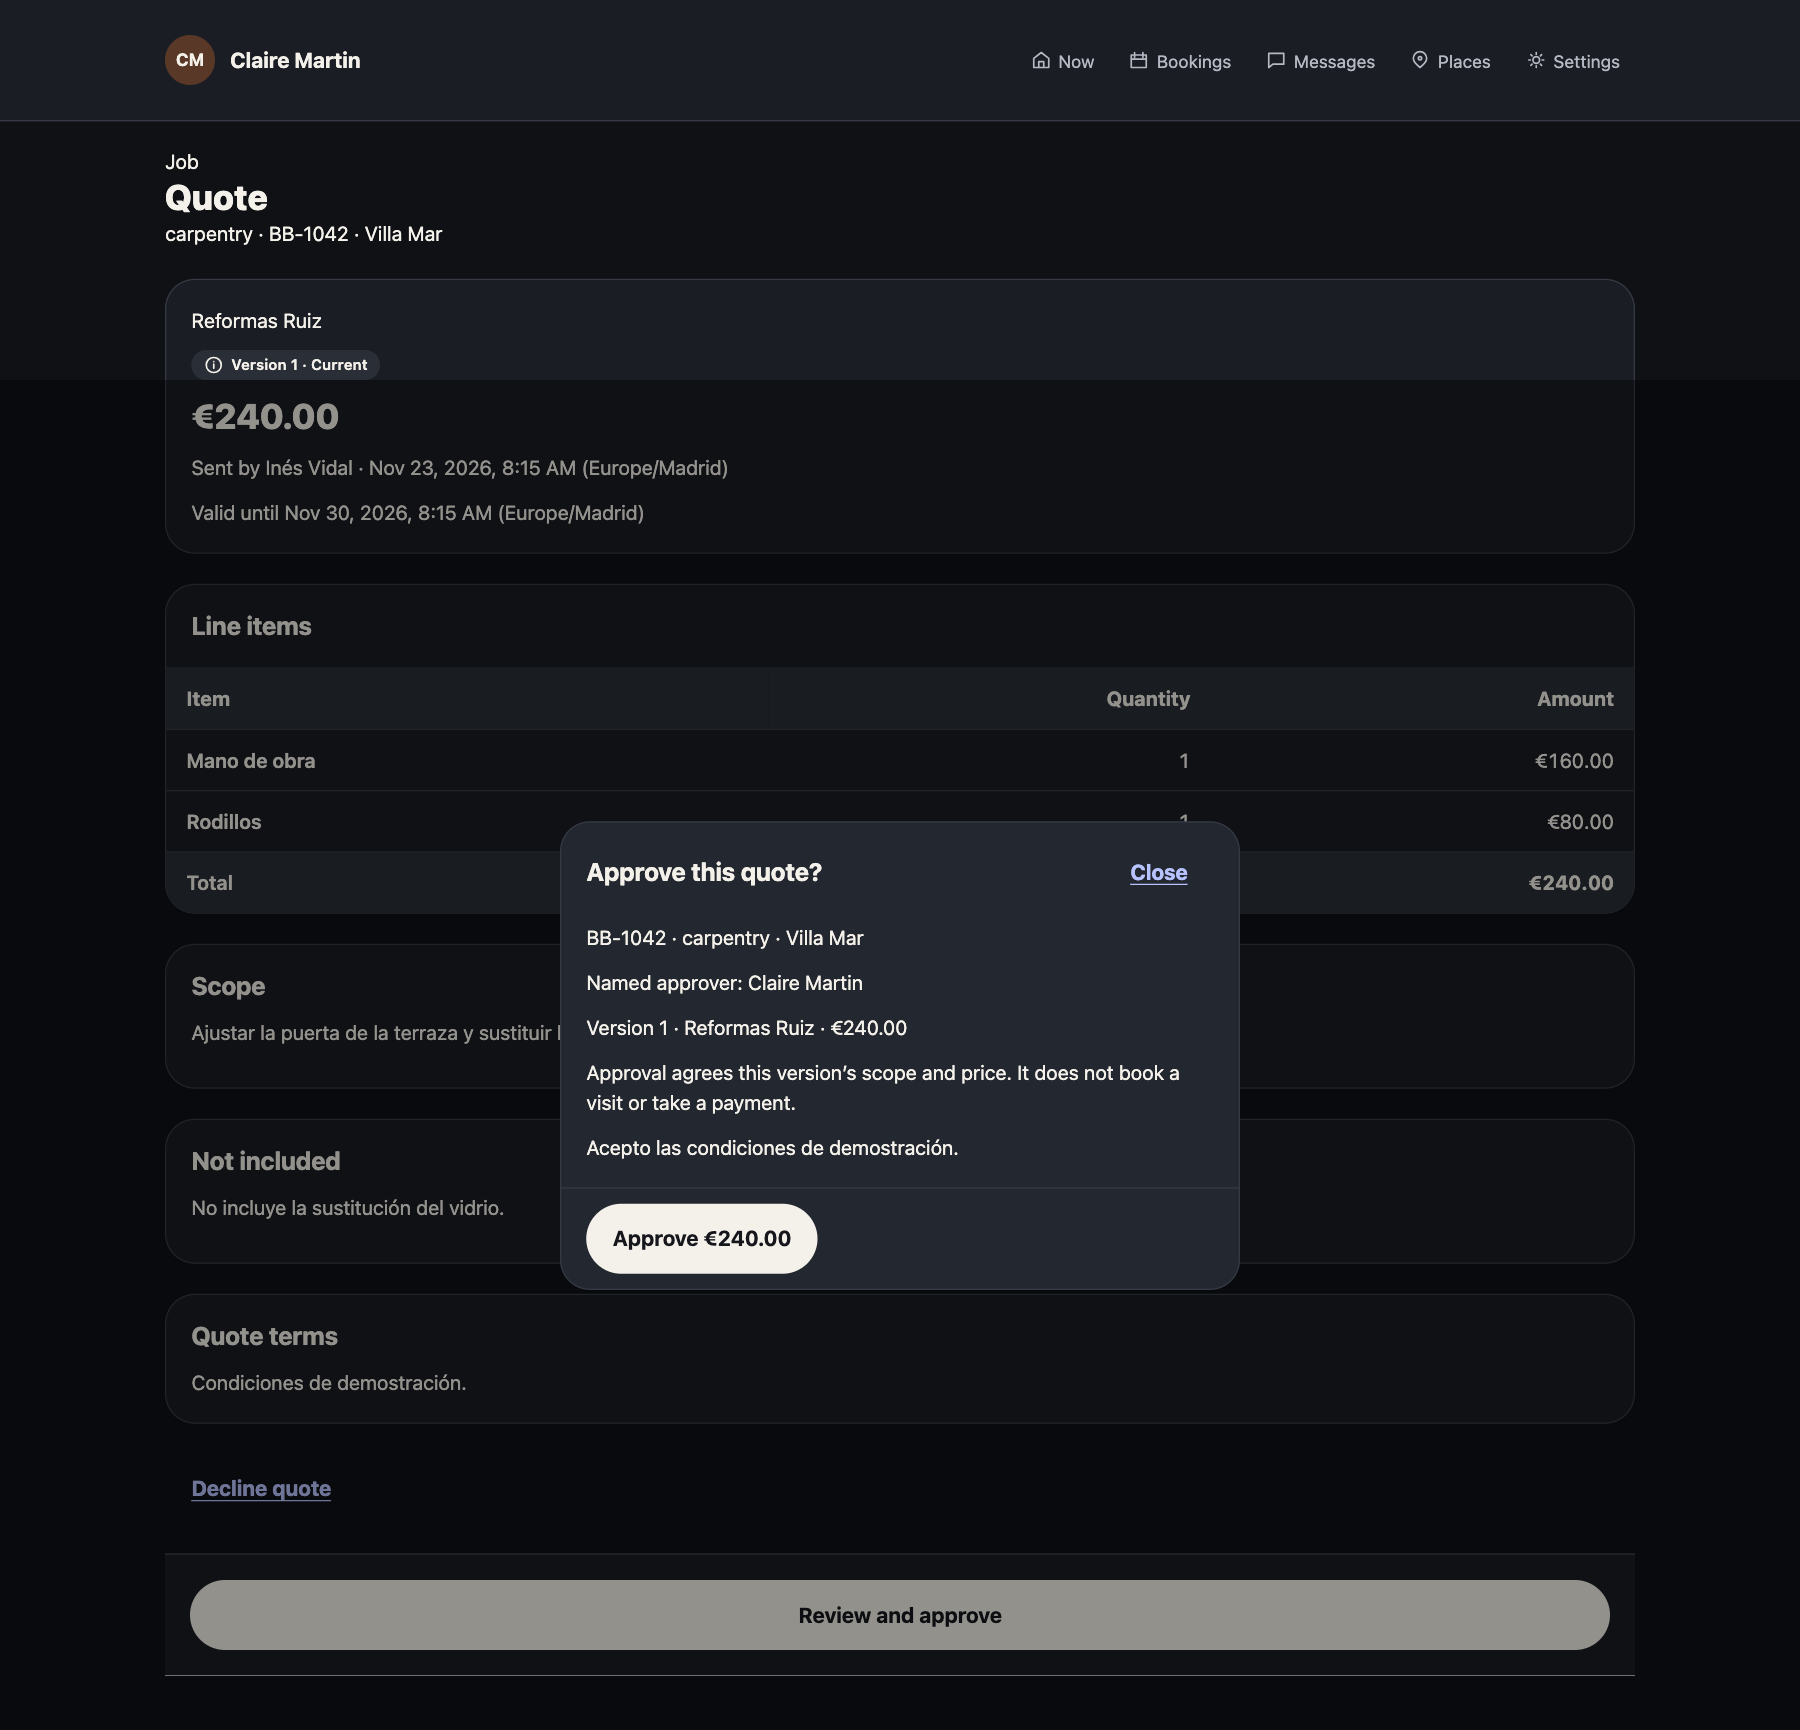 CM
Claire Martin
Now
Bookings
Messages
Places
Settings
Job
Quote
carpentry · BB-1042 · Villa Mar
Reformas Ruiz
Version 1 · Current
€240.00
Sent by Inés Vidal · Nov 23, 2026, 8:15 AM (Europe/Madrid)
Valid until Nov 30, 2026, 8:15 AM (Europe/Madrid)
Line items
Item Quantity Amount
Mano de obra 1 €160.00
Rodillos 1 €80.00
Total €240.00
Scope
Ajustar la puerta de la terraza y sustituir
Not included
No incluye la sustitución del vidrio.
Quote terms
Condiciones de demostración.
Decline quote
Review and approve
Approve this quote?
Close
BB-1042 · carpentry · Villa Mar
Named approver: Claire Martin
Version 1 · Reformas Ruiz · €240.00
Approval agrees this version’s scope and price. It does not book a
visit or take a payment.
Acepto las condiciones de demostración.
Approve €240.00